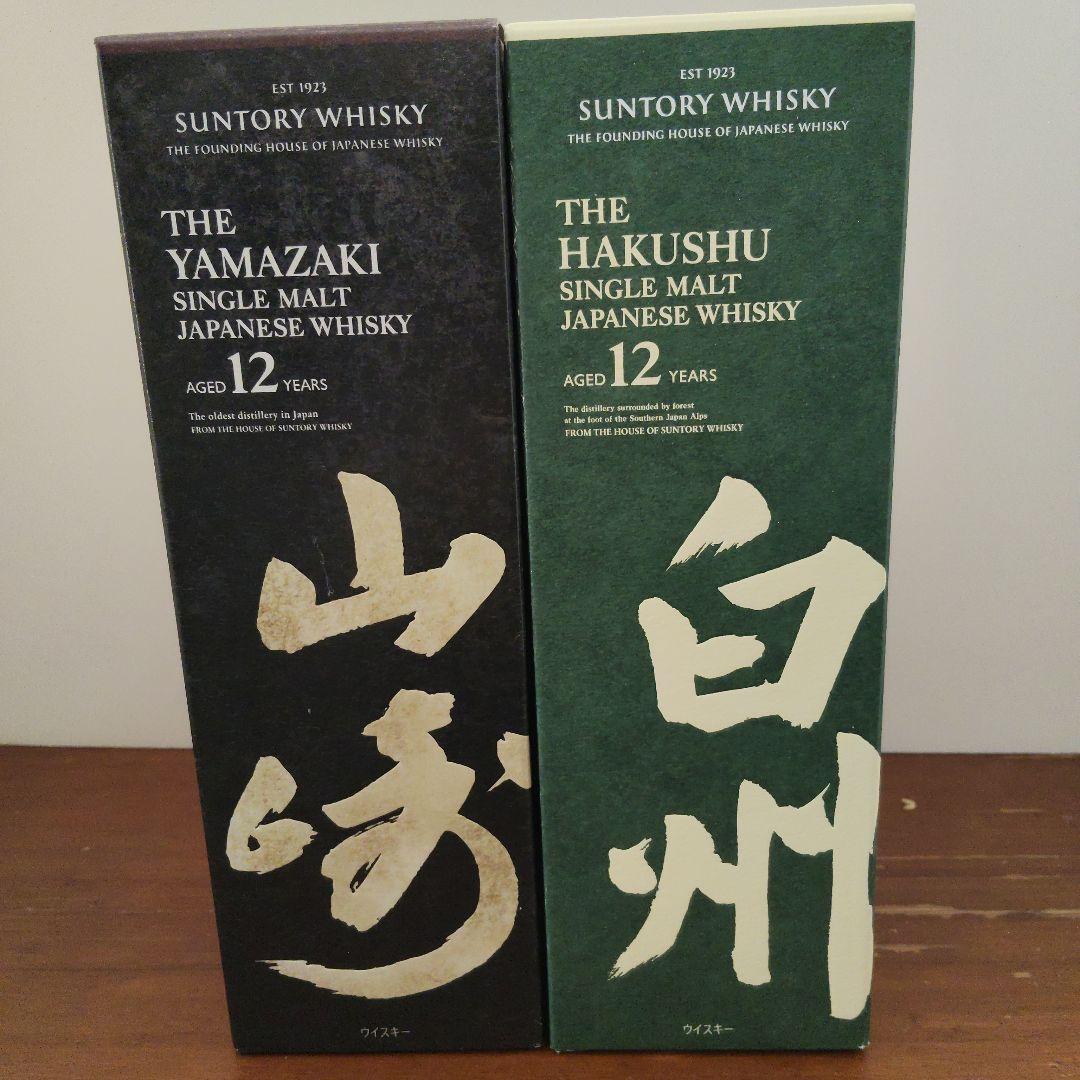 EST 1923
SUNTORY WHISKY
THE FOUNDING HOUSE OF JAPANESE WHISKY
THE
YAMAZAKI
SINGLE MALT
JAPANESE WHISKY
AGED 12 YEARS
The oldest distillery in Japan
FROM THE HOUSE OF SUNTORY WHISKY
山崎
ウイスキー
EST 1923
SUNTORY WHISKY
THE FOUNDING HOUSE OF JAPANESE WHISKY
THE
HAKUSHU
SINGLE MALT
JAPANESE WHISKY
AGED 12 YEARS
The distillery surrounded by forest
at the foot of the Southern Japan Alps
FROM THE HOUSE OF SUNTORY WHISKY
白州
ウイスキー